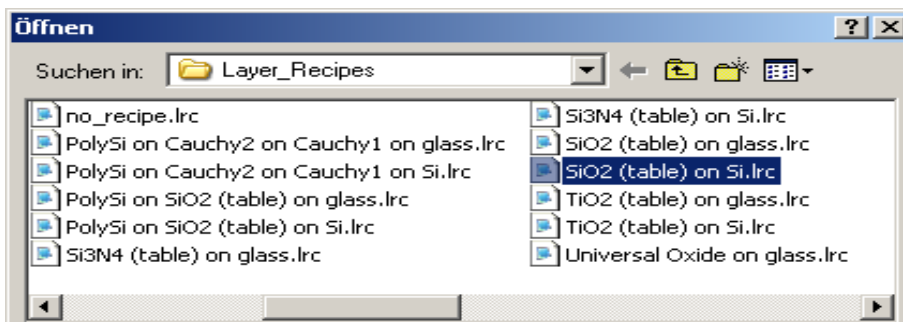 Öffnen
Suchen in: Layer_Recipes
no_recipe.lrc
PolySi on Cauchy2 on Cauchy1 on glass.lrc
PolySi on Cauchy2 on Cauchy1 on Si.lrc
PolySi on SiO2 (table) on glass.lrc
PolySi on SiO2 (table) on Si.lrc
Si3N4 (table) on glass.lrc
Si3N4 (table) on Si.lrc
SiO2 (table) on glass.lrc
SiO2 (table) on Si.lrc
TiO2 (table) on glass.lrc
TiO2 (table) on Si.lrc
Universal Oxide on glass.lrc